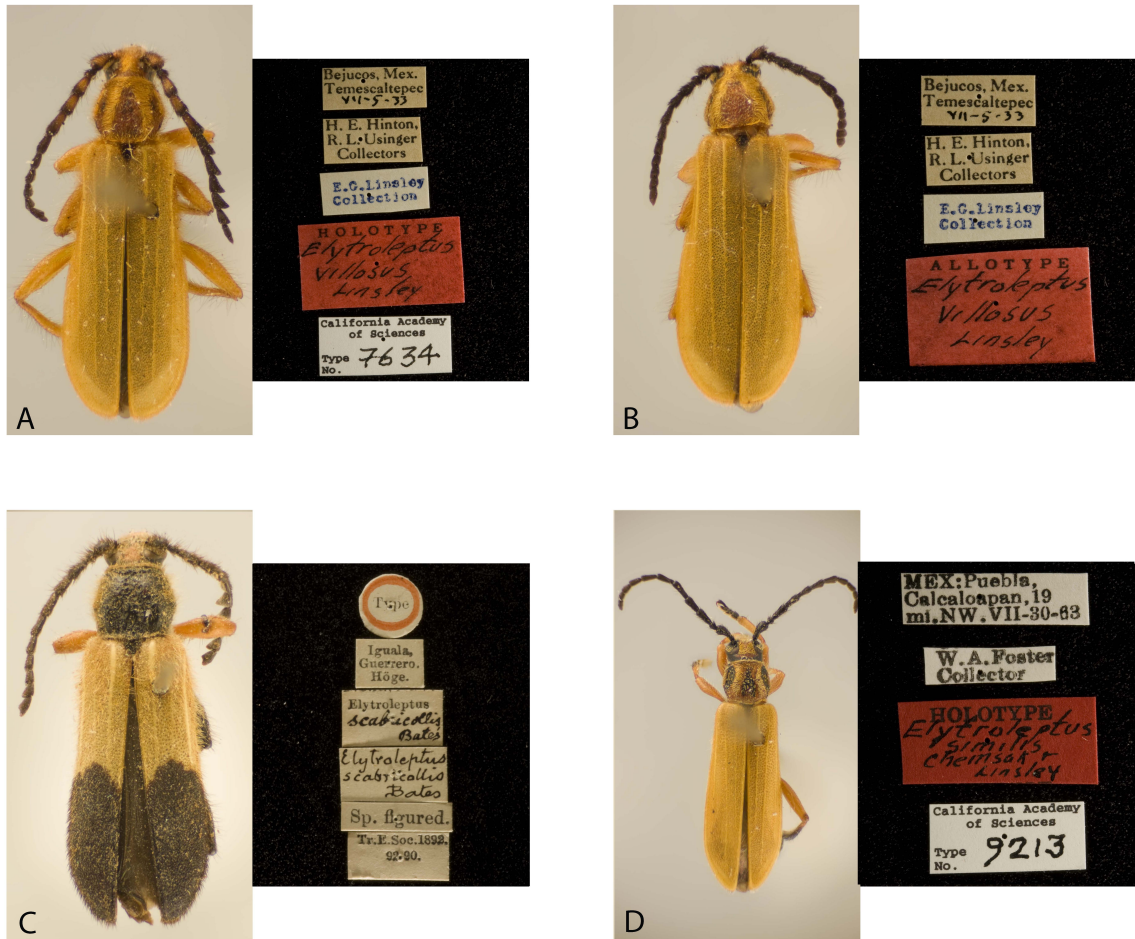 Bejucos, Mex.
Temescaltepec
VII-5-33
H. E. Hinton,
R. L. Usinger
Collectors
E.G.Linsley
Collection
HOLOTYPE
Elytroleptus
Villosus
Linsley
California Academy
of Sciences
Type No. 7634
A
Bejucos, Mex.
Temescaltepec
VII-5-33
H. E. Hinton,
R. L. Usinger
Collectors
E.G.Linsley
Collection
ALLOTYPE
Elytroleptus
Villosus
Linsley
B
Type
Iguala,
Guerrero.
Höge.
Elytroleptus
scabricollis
Bates
Elytroleptus
scabricollis
Bates
Sp. figured.
Tr.E.Soc.1892.
C
MEX:Puebla,
Calcaloapan,19
mi.NW.VII-30-63
W.A.Foster
Collector
HOLOTYPE
Elytroleptus
similis
Chemsak &
Linsley
California Academy
of Sciences
Type No. 9213
D